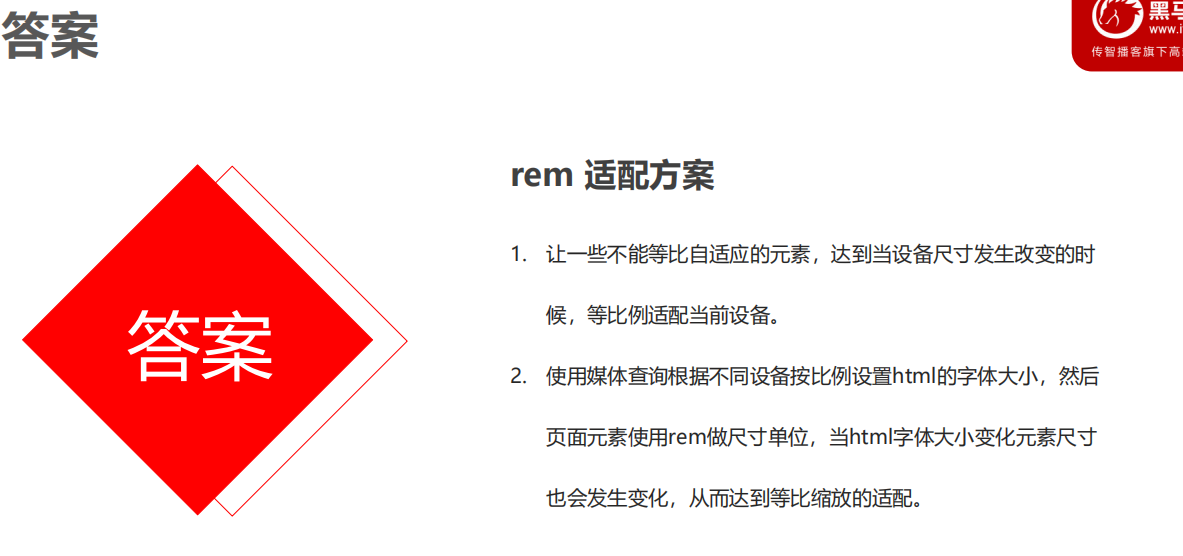 答案
黑马
www.i
传智播客旗下高
答案
rem 适配方案
1. 让一些不能等比自适应的元素，达到当设备尺寸发生改变的时
候，等比例适配当前设备。
2. 使用媒体查询根据不同设备按比例设置html的字体大小，然后
页面元素使用rem做尺寸单位，当html字体大小变化元素尺寸
也会发生变化，从而达到等比缩放的适配。